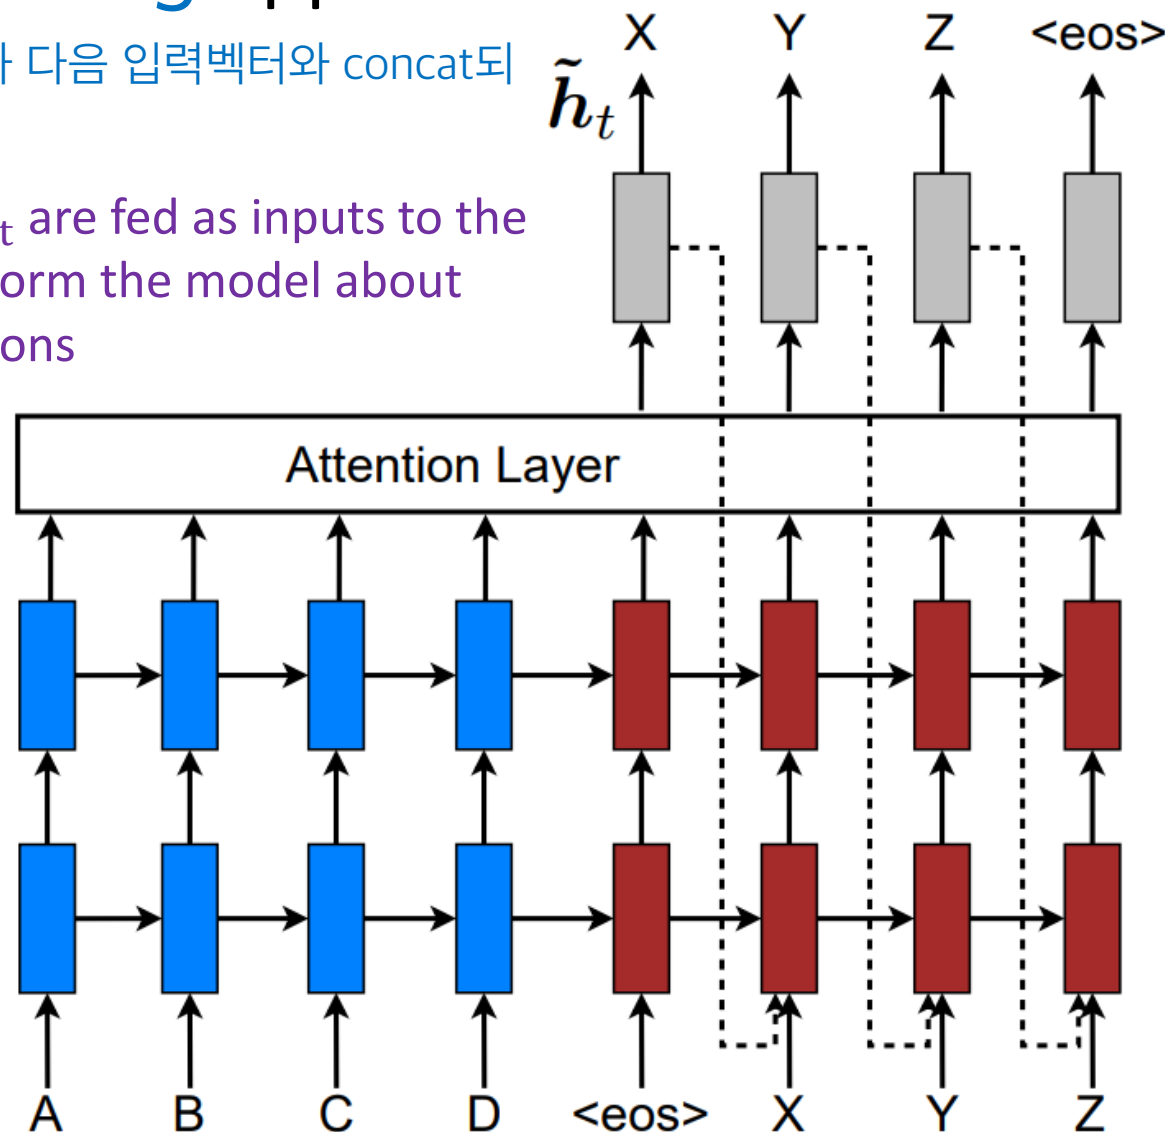 X Y Z <eos>
다음 입력벡터와 concat되
h̃t
t are fed as inputs to the
orm the model about
ons
Attention Layer
A B C D <eos> X Y Z